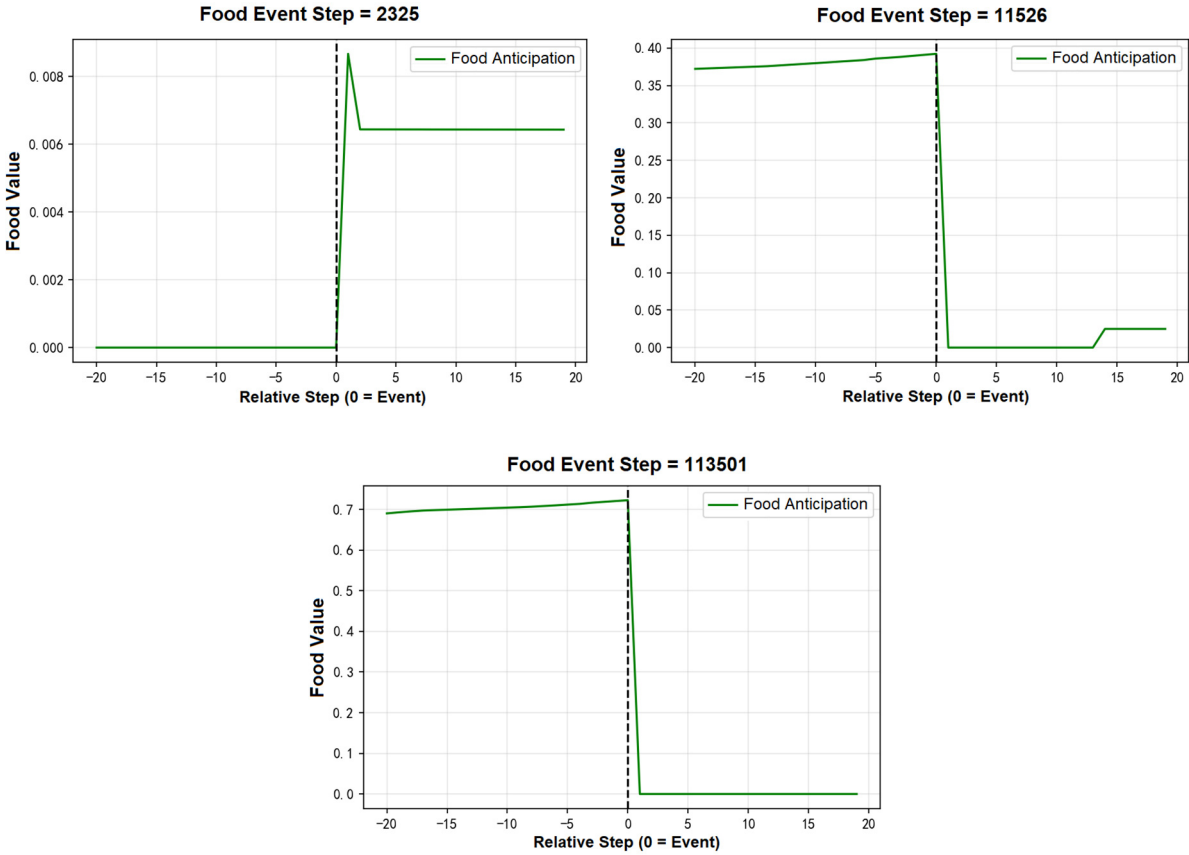 Food Event Step = 2325
Food Value
0.008
0.006
0.004
0.002
0.000
Food Anticipation
−20 −15 −10 −5 0 5 10 15 20
Relative Step (0 = Event)
Food Event Step = 11526
Food Value
0.40
0.35
0.30
0.25
0.20
0.15
0.10
0.05
0.00
Food Anticipation
−20 −15 −10 −5 0 5 10 15 20
Relative Step (0 = Event)
Food Event Step = 113501
Food Value
0.7
0.6
0.5
0.4
0.3
0.2
0.1
0.0
Food Anticipation
−20 −15 −10 −5 0 5 10 15 20
Relative Step (0 = Event)